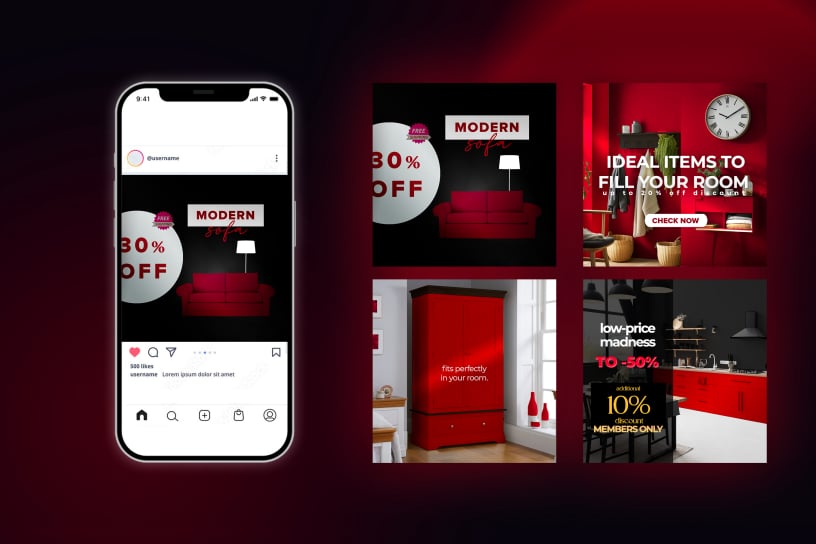 9:41
@username
FREE
MODERN
sofa
30%
OFF
500 likes
username Lorem ipsum dolor sit amet
FREE
MODERN
sofa
30%
OFF
IDEAL ITEMS TO
FILL YOUR ROOM
up to 20% off discount
CHECK NOW
fits perfectly
in your room.
low-price
madness
TO -50%
additional
10%
discount
MEMBERS ONLY